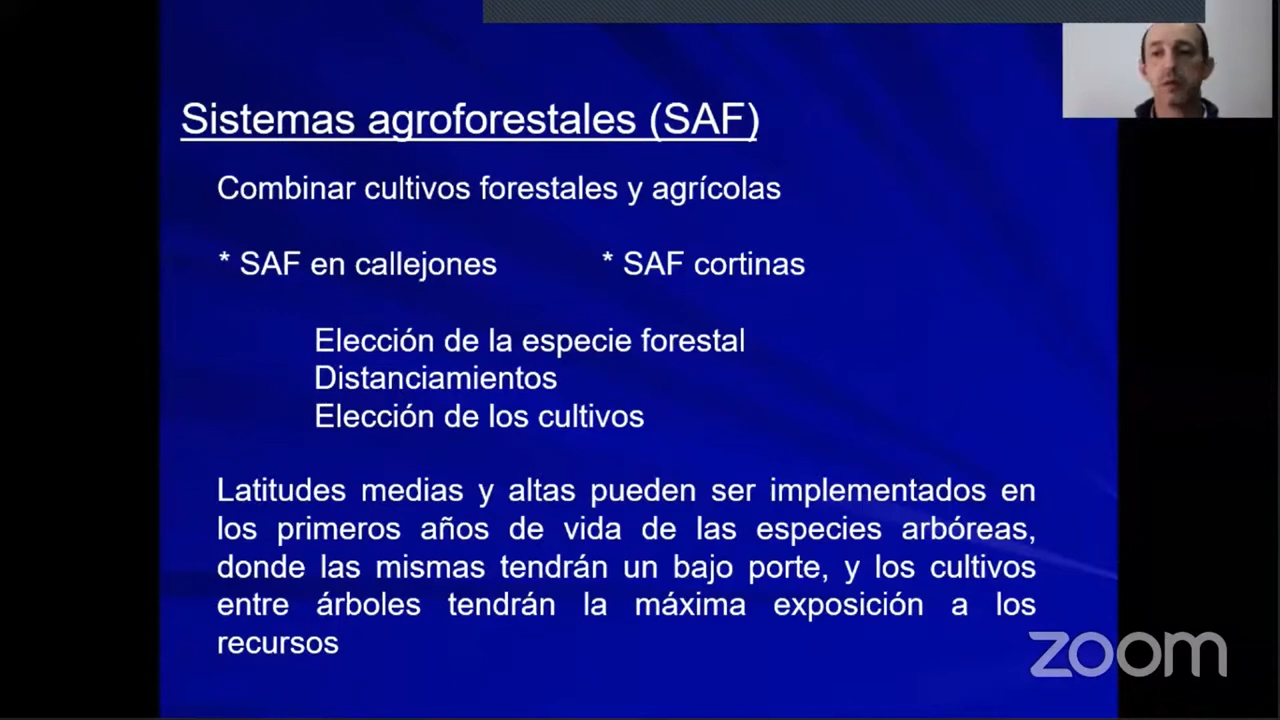 Sistemas agroforestales (SAF)
Combinar cultivos forestales y agrícolas
* SAF en callejones * SAF cortinas
Elección de la especie forestal
Distanciamientos
Elección de los cultivos
Latitudes medias y altas pueden ser implementados en
los primeros años de vida de las especies arbóreas,
donde las mismas tendrán un bajo porte, y los cultivos
entre árboles tendrán la máxima exposición a los
recursos
zoom